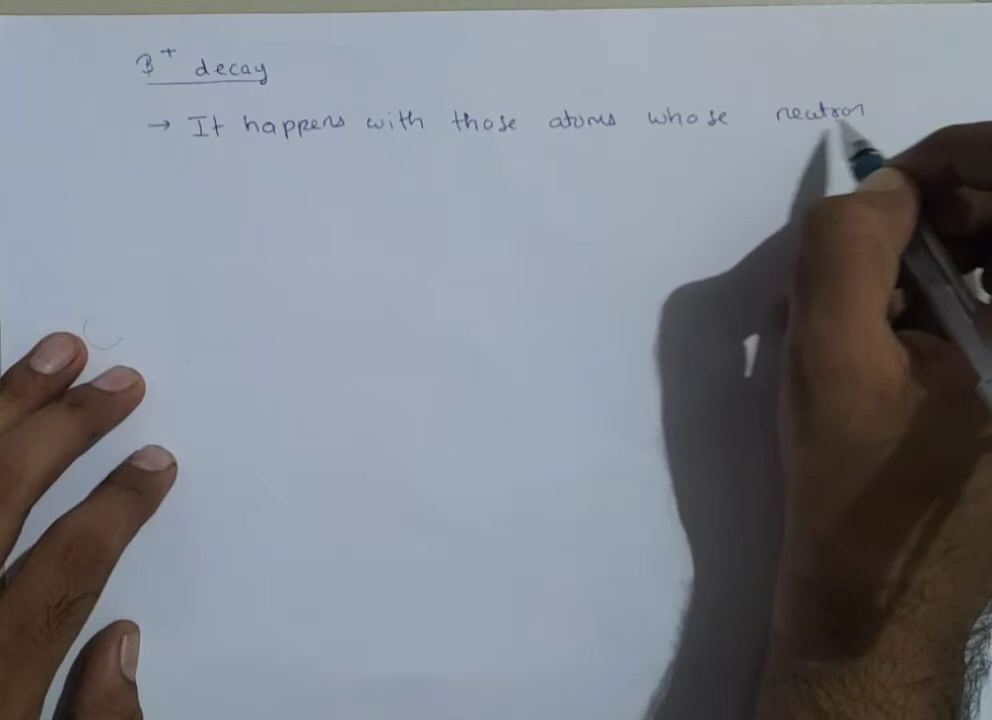 β⁺ decay
→ It happens with those atoms whose neutron